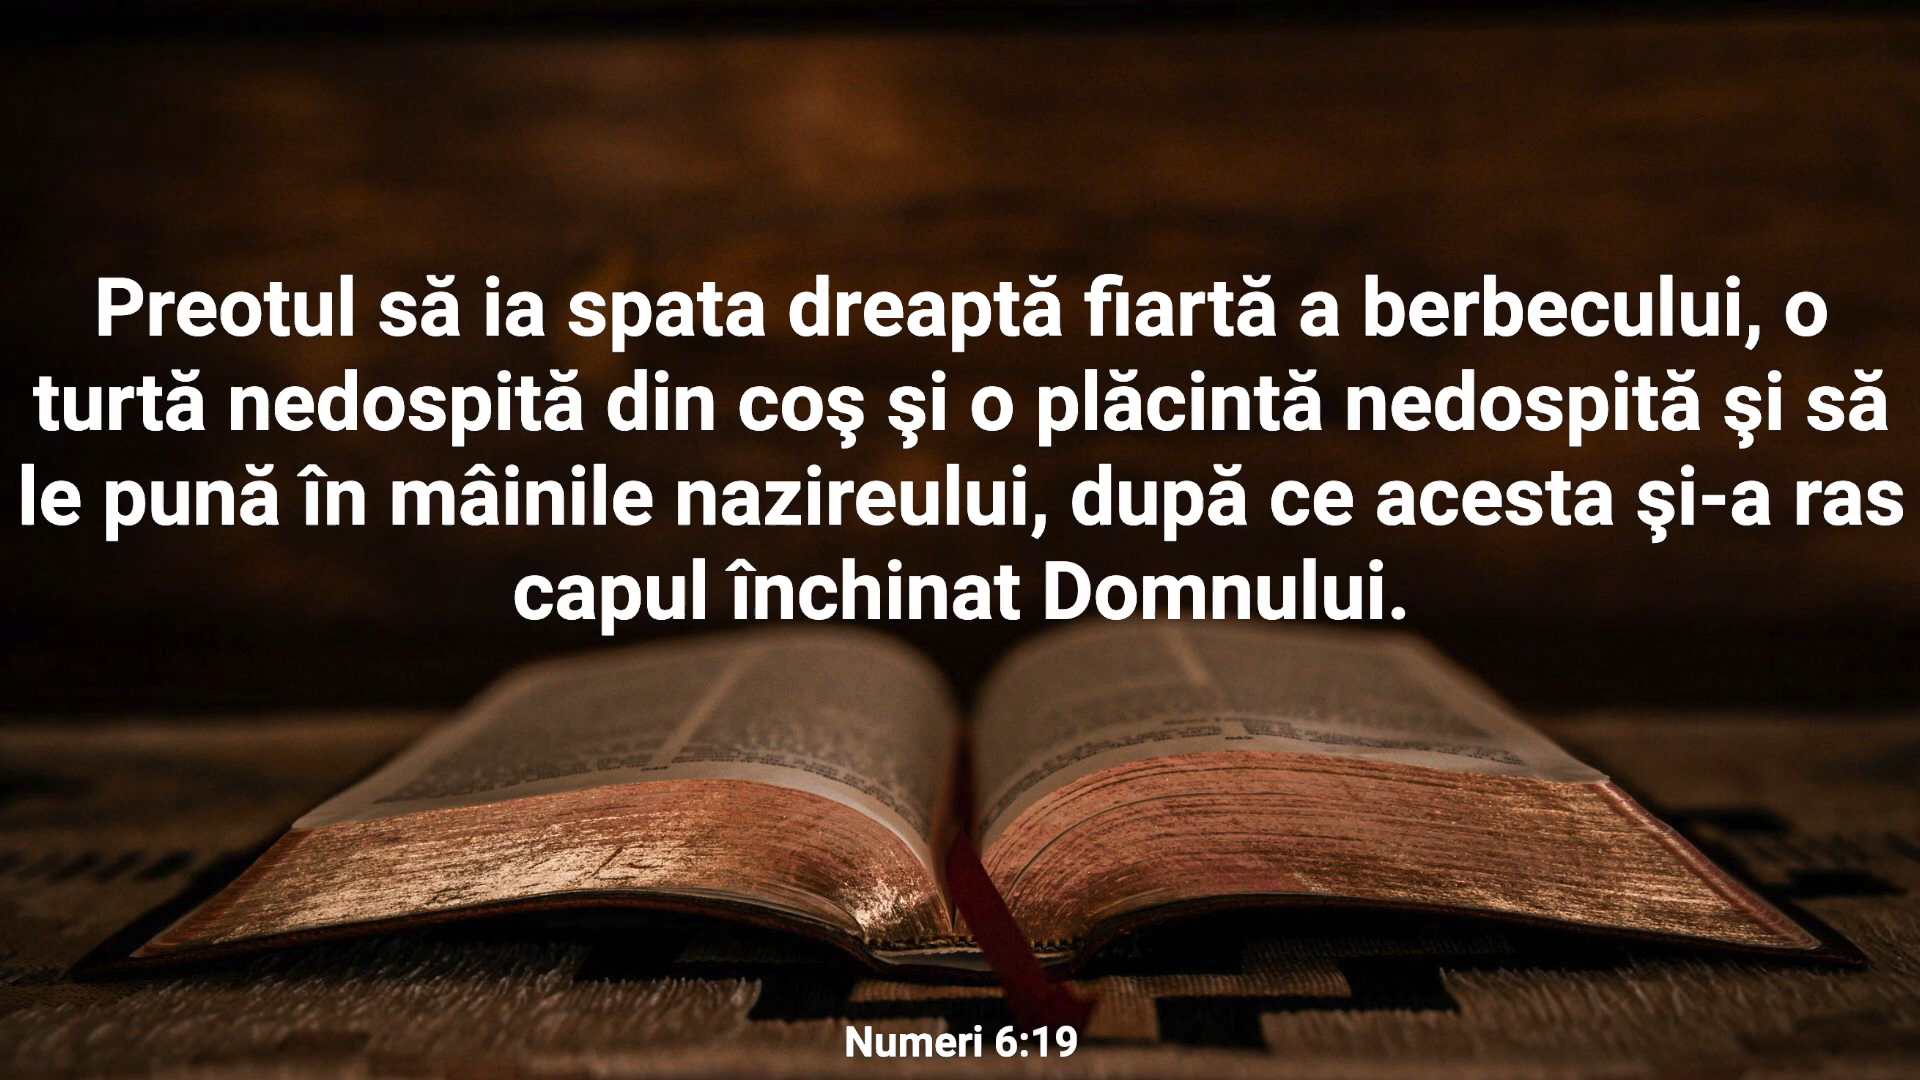 Preotul să ia spata dreaptă fiartă a berbecului, o
turtă nedospită din coş şi o plăcintă nedospită şi să
le pună în mâinile nazireului, după ce acesta şi-a ras
capul închinat Domnului.
Numeri 6:19